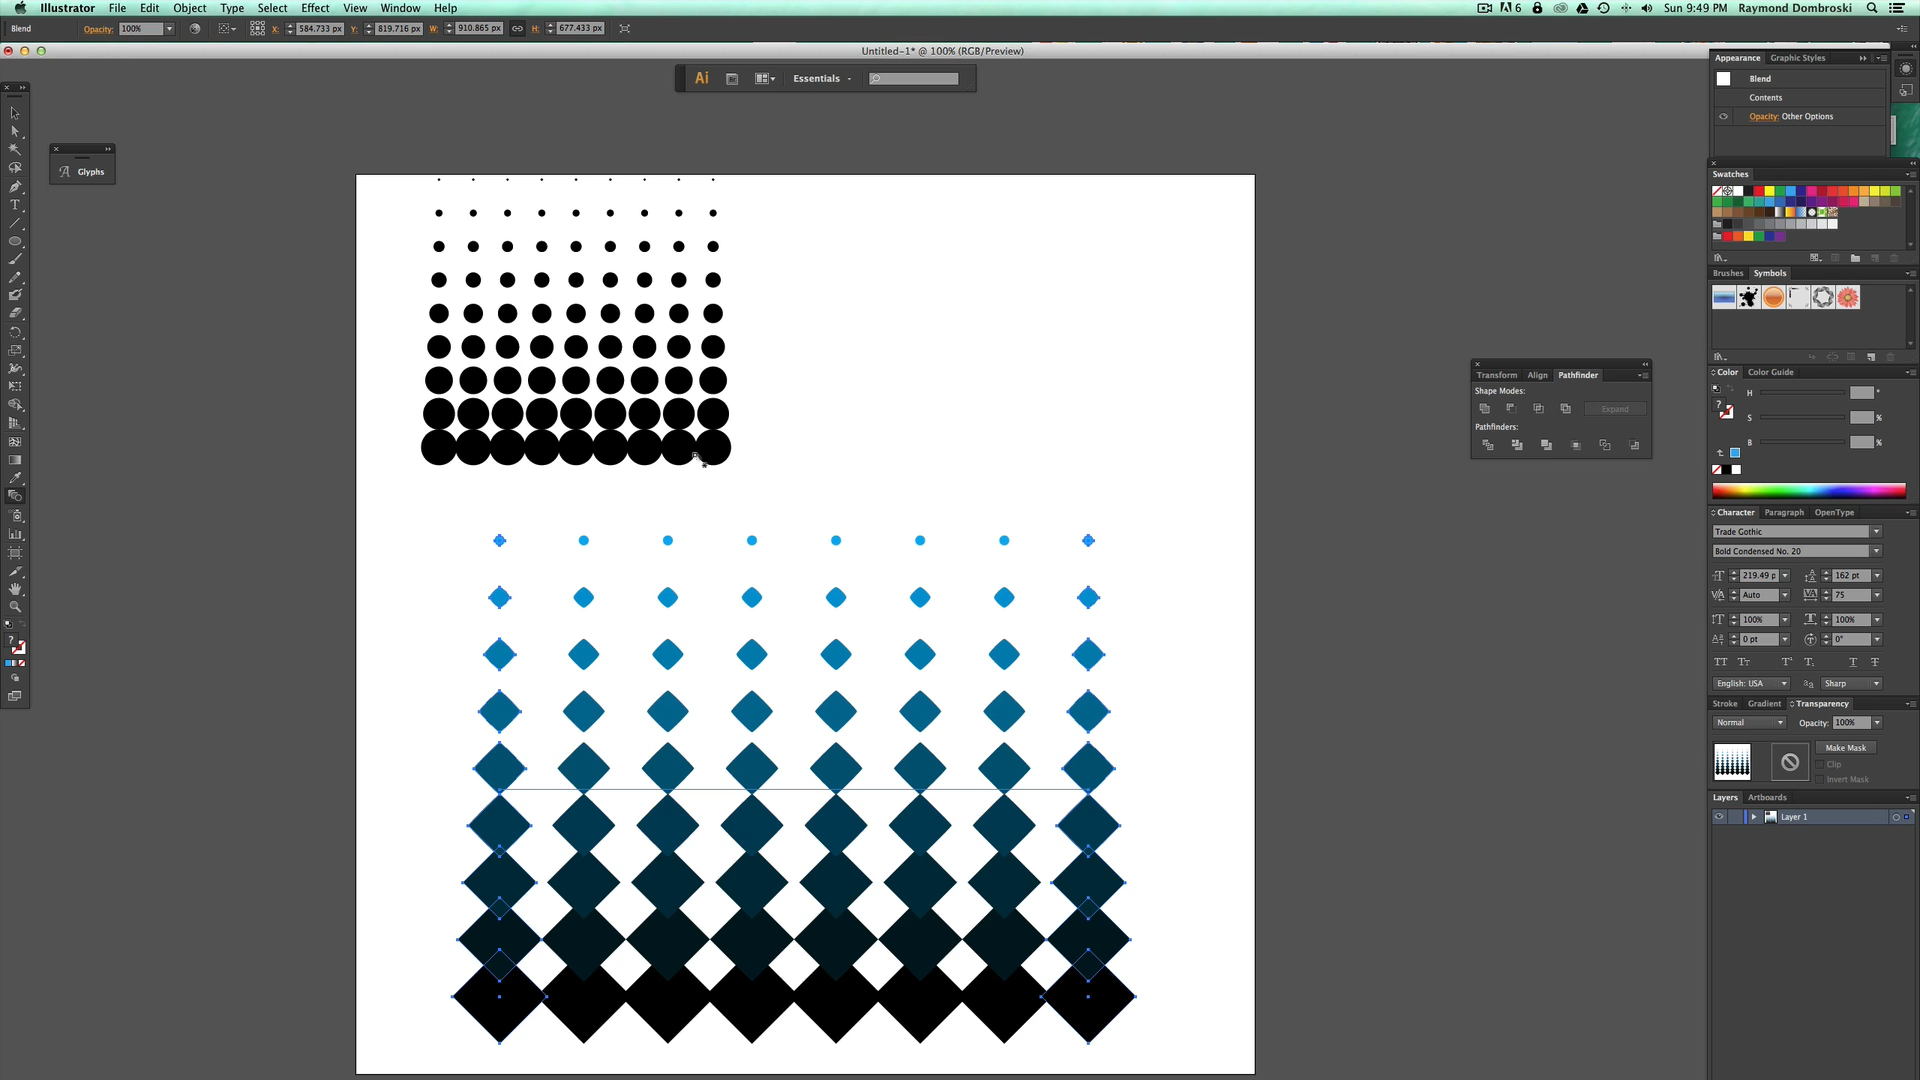 Illustrator File Edit Object Type Select Effect View Window Help
6 Sun 9:49 PM Raymond Dombroski
Blend Opacity: 100% X: 584.733 px Y: 819.716 px W: 910.865 px H: 677.433 px
Untitled-1* @ 100% (RGB/Preview)
Ai Essentials
Glyphs
Appearance Graphic Styles
Blend
Contents
Opacity: Other Options
Swatches
Brushes Symbols
Transform Align Pathfinder
Shape Modes:
Expand
Pathfinders:
Color Color Guide
H °
S %
B %
Character Paragraph OpenType
Trade Gothic
Bold Condensed No. 20
219.49 p 162 pt
Auto 75
100% 100%
0 pt 0°
English: USA Sharp
Stroke Gradient Transparency
Normal Opacity: 100%
Make Mask
Clip
Invert Mask
Layers Artboards
Layer 1